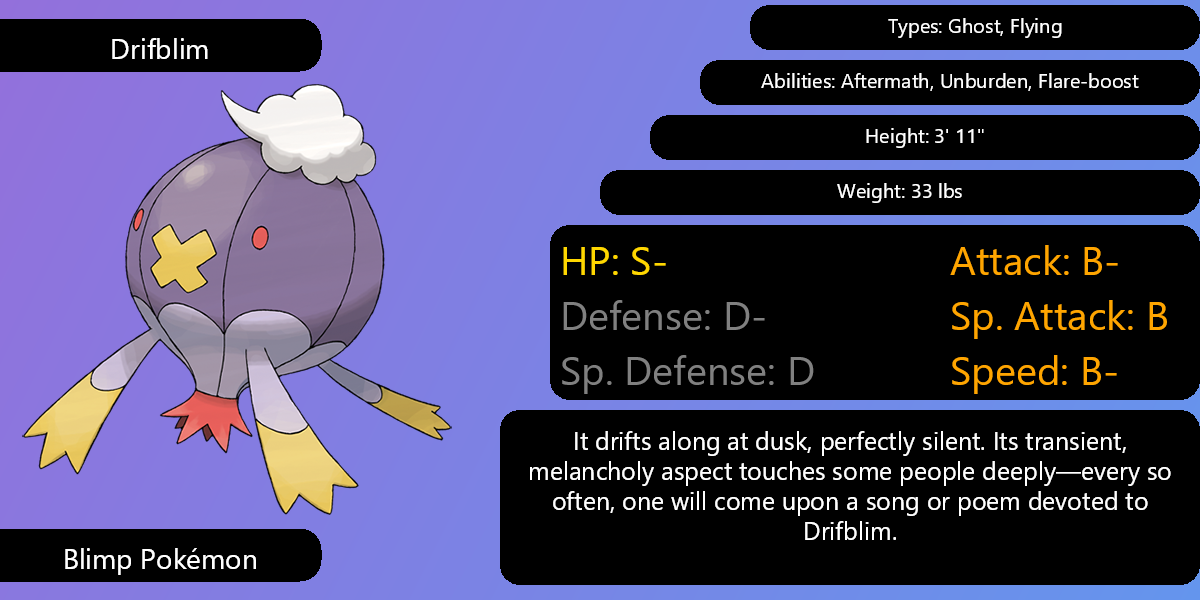 Drifblim
Types: Ghost, Flying
Abilities: Aftermath, Unburden, Flare-boost
Height: 3' 11"
Weight: 33 lbs
HP: S-
Attack: B-
Defense: D-
Sp. Attack: B
Sp. Defense: D
Speed: B-
It drifts along at dusk, perfectly silent. Its transient,
melancholy aspect touches some people deeply—every so
often, one will come upon a song or poem devoted to
Drifblim.
Blimp Pokémon